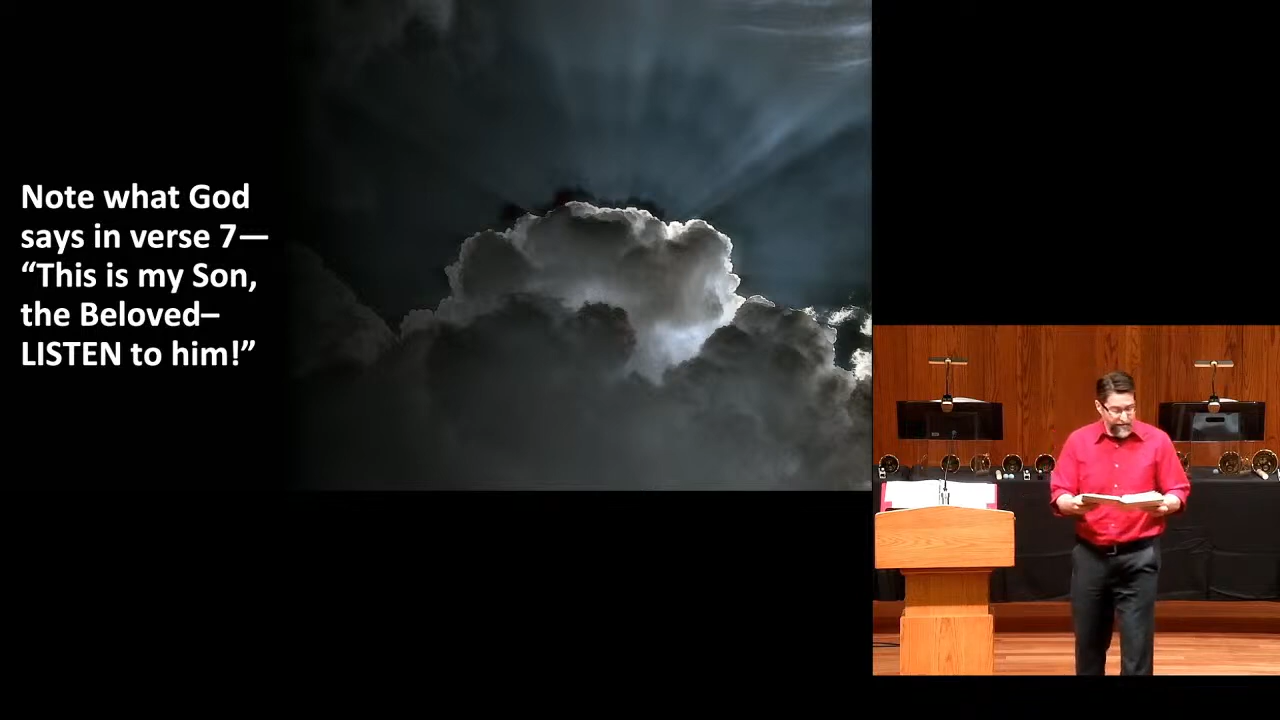 Note what God
says in verse 7—
“This is my Son,
the Beloved–
LISTEN to him!”